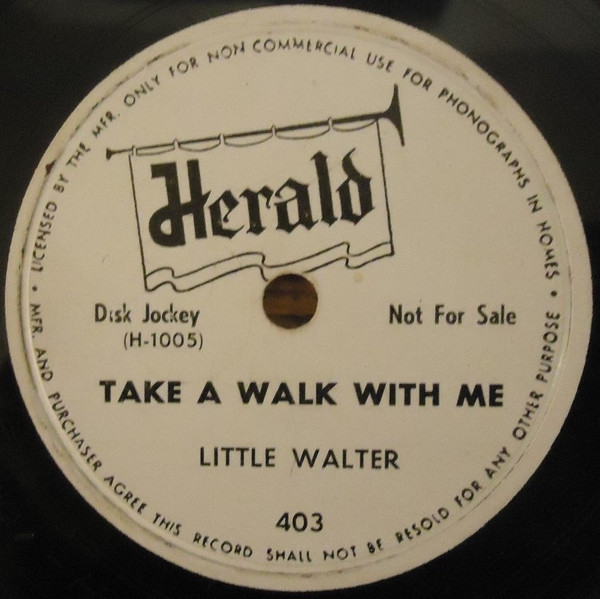 • LICENSED BY THE MFR. ONLY FOR NON COMMERCIAL USE FOR PHONOGRAPHS IN HOMES •
Herald
Disk Jockey
Not For Sale
(H-1005)
TAKE A WALK WITH ME
LITTLE WALTER
403
MFR. AND PURCHASER AGREE THIS RECORD SHALL NOT BE RESOLD FOR ANY OTHER PURPOSE